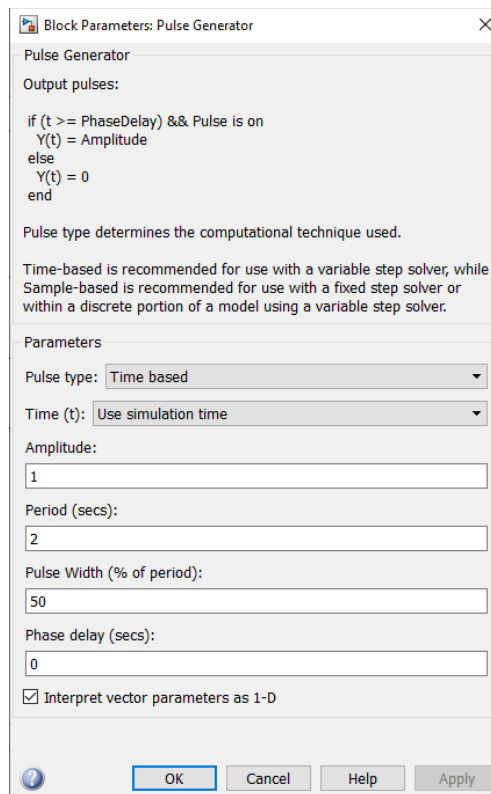 Block Parameters: Pulse Generator
Pulse Generator
Output pulses:
if (t >= PhaseDelay) && Pulse is on
Y(t) = Amplitude
else
Y(t) = 0
end
Pulse type determines the computational technique used.
Time-based is recommended for use with a variable step solver, while
Sample-based is recommended for use with a fixed step solver or
within a discrete portion of a model using a variable step solver.
Parameters
Pulse type: Time based
Time (t): Use simulation time
Amplitude:
1
Period (secs):
2
Pulse Width (% of period):
50
Phase delay (secs):
0
Interpret vector parameters as 1-D
? OK Cancel Help Apply